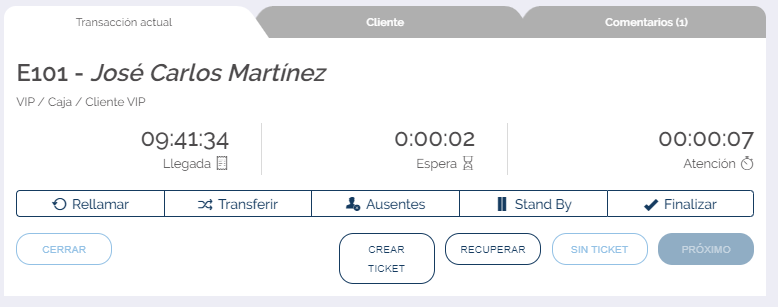 Transacción actual
Cliente
Comentarios (1)
E101 - José Carlos Martínez
VIP / Caja / Cliente VIP
09:41:34
Llegada
0:00:02
Espera
00:00:07
Atención
Rellamar
Transferir
Ausentes
Stand By
Finalizar
CERRAR
CREAR
TICKET
RECUPERAR
SIN TICKET
PRÓXIMO